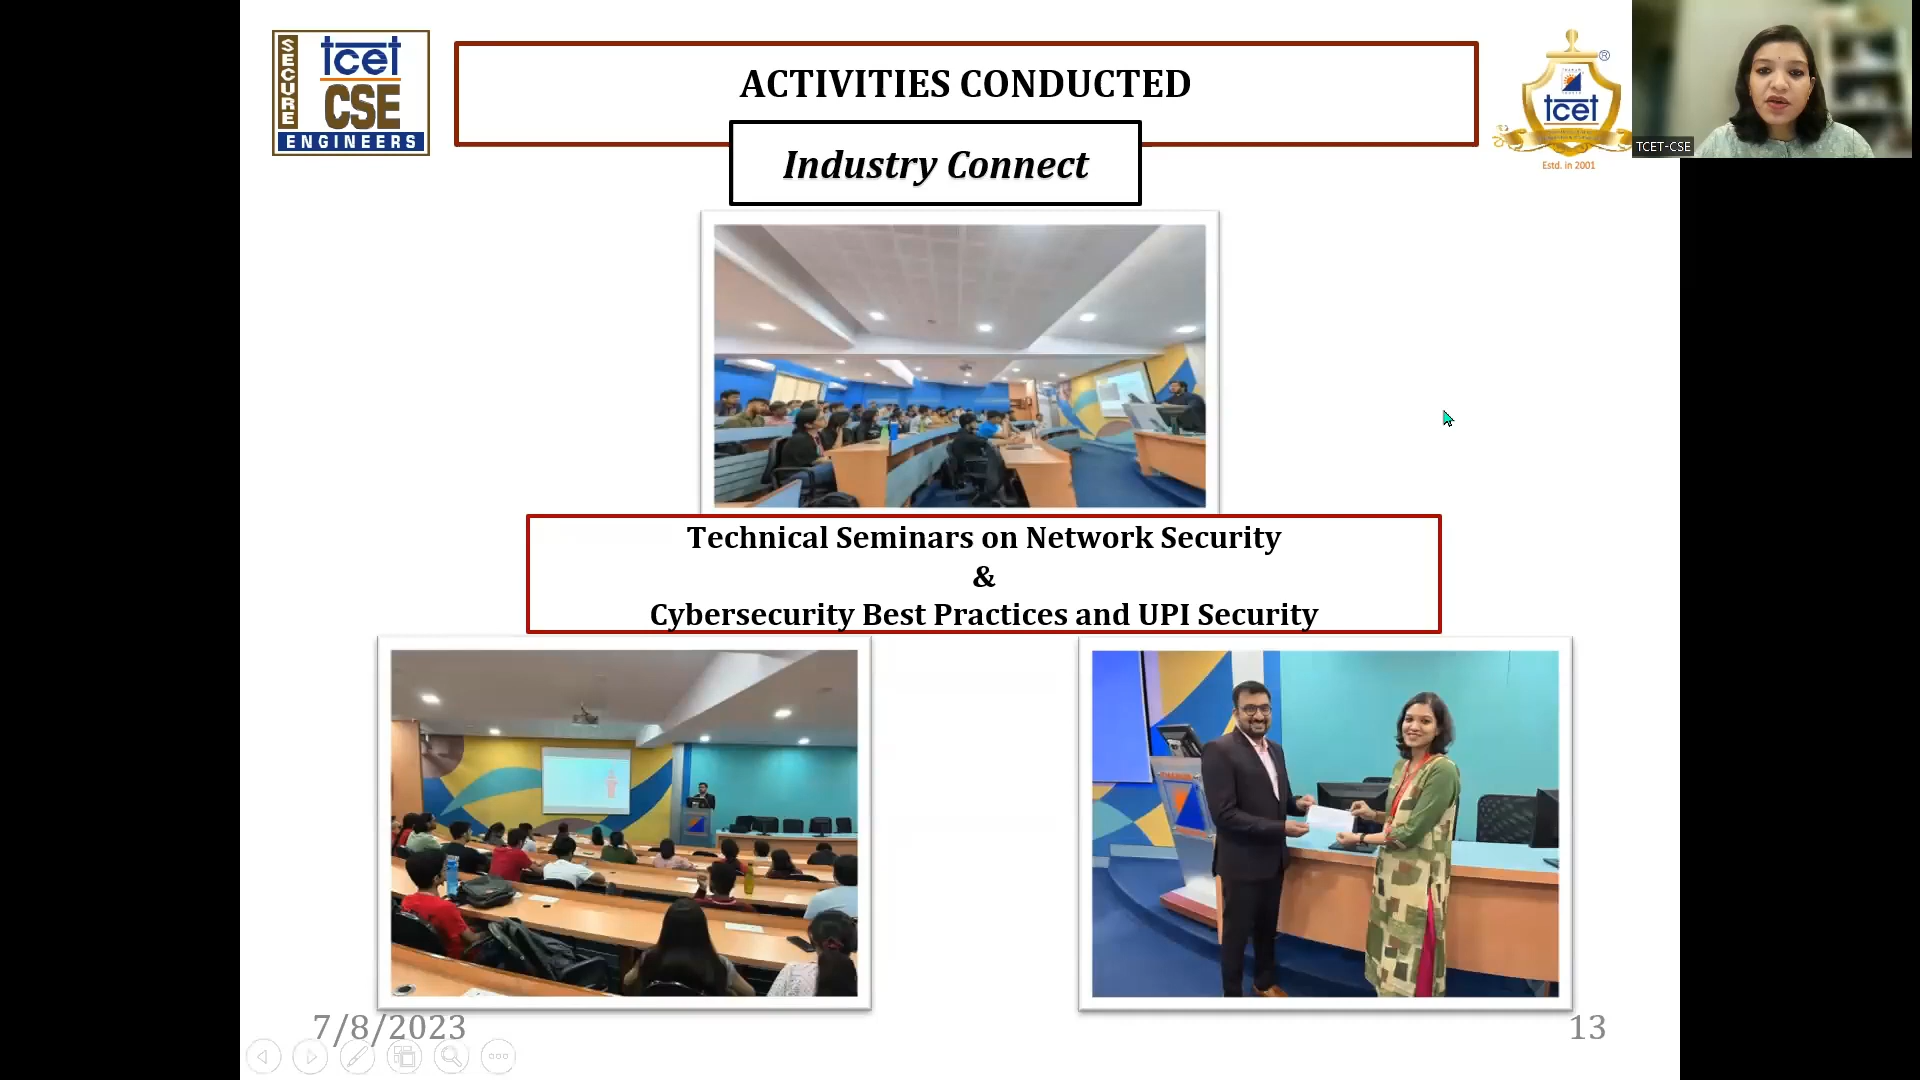 SECURE
tcet
CSE
ENGINEERS
ACTIVITIES CONDUCTED
Industry Connect
®
tcet
Estd. in 2001
TCET-CSE
Technical Seminars on Network Security
&
Cybersecurity Best Practices and UPI Security
7/8/2023
13